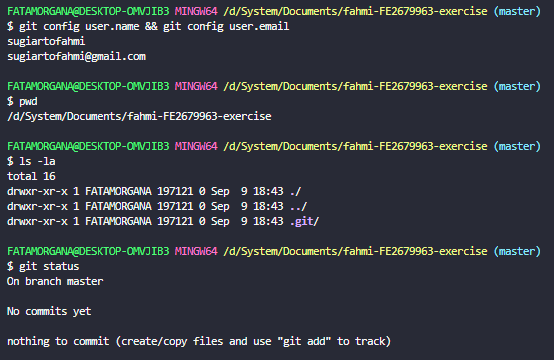 FATAMORGANA@DESKTOP-OMVJIB3 MINGW64 /d/System/Documents/fahmi-FE2679963-exercise (master)
$ git config user.name && git config user.email
sugiartofahmi
sugiartofahmi@gmail.com
FATAMORGANA@DESKTOP-OMVJIB3 MINGW64 /d/System/Documents/fahmi-FE2679963-exercise (master)
$ pwd
/d/System/Documents/fahmi-FE2679963-exercise
FATAMORGANA@DESKTOP-OMVJIB3 MINGW64 /d/System/Documents/fahmi-FE2679963-exercise (master)
$ ls -la
total 16
drwxr-xr-x 1 FATAMORGANA 197121 0 Sep  9 18:43 ./
drwxr-xr-x 1 FATAMORGANA 197121 0 Sep  9 18:43 ../
drwxr-xr-x 1 FATAMORGANA 197121 0 Sep  9 18:43 .git/
FATAMORGANA@DESKTOP-OMVJIB3 MINGW64 /d/System/Documents/fahmi-FE2679963-exercise (master)
$ git status
On branch master
No commits yet
nothing to commit (create/copy files and use "git add" to track)